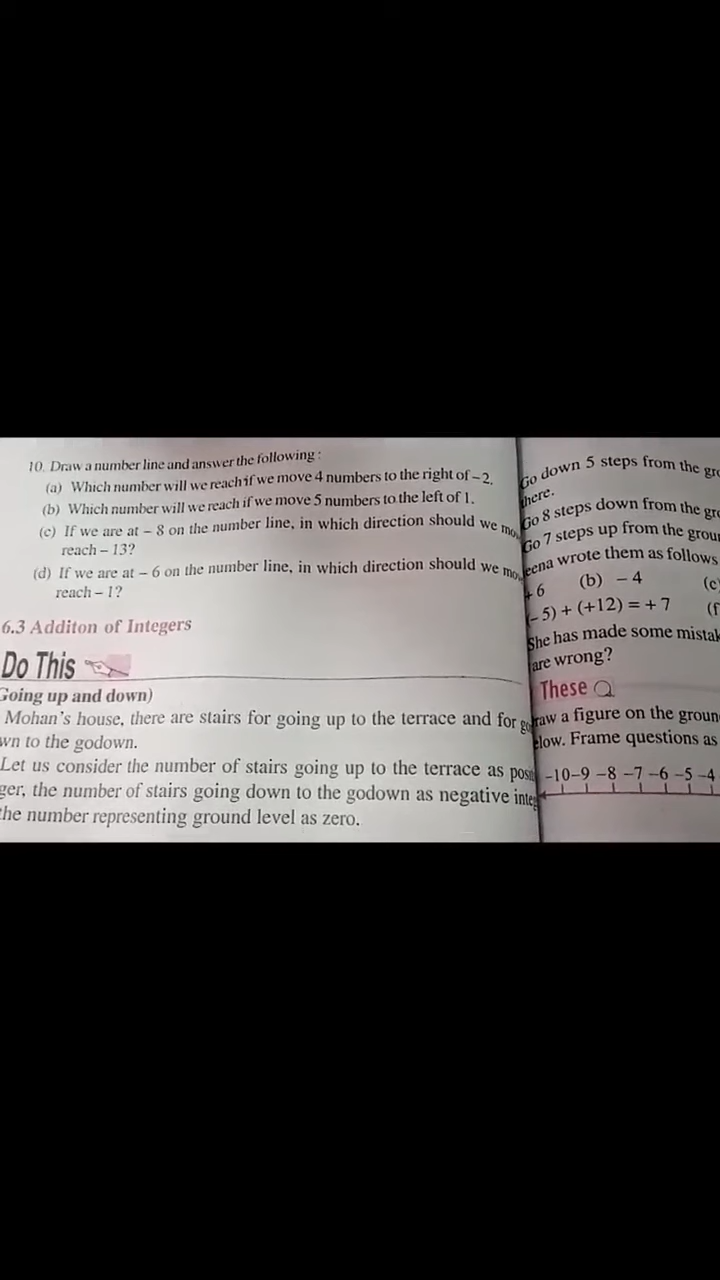 10. Draw a number line and answer the following :
(a) Which number will we reach if we move 4 numbers to the right of – 2.
(b) Which number will we reach if we move 5 numbers to the left of 1.
(c) If we are at – 8 on the number line, in which direction should we
reach – 13?
(d) If we are at – 6 on the number line, in which direction should we
reach – 1?
6.3 Additon of Integers
Do This
Going up and down)
Mohan's house, there are stairs for going up to the terrace and for
wn to the godown.
Let us consider the number of stairs going up to the terrace as
ger, the number of stairs going down to the godown as negative
the number representing ground level as zero.
Go down 5 steps from the
there.
Go 8 steps down from the
Go 7 steps up from the
eena wrote them as follows
+ 6 (b) – 4
(– 5) + (+12) = + 7
She has made some
are wrong?
These
raw a figure on the
elow. Frame questions as
–10 –9 –8 –7 –6 –5 –4